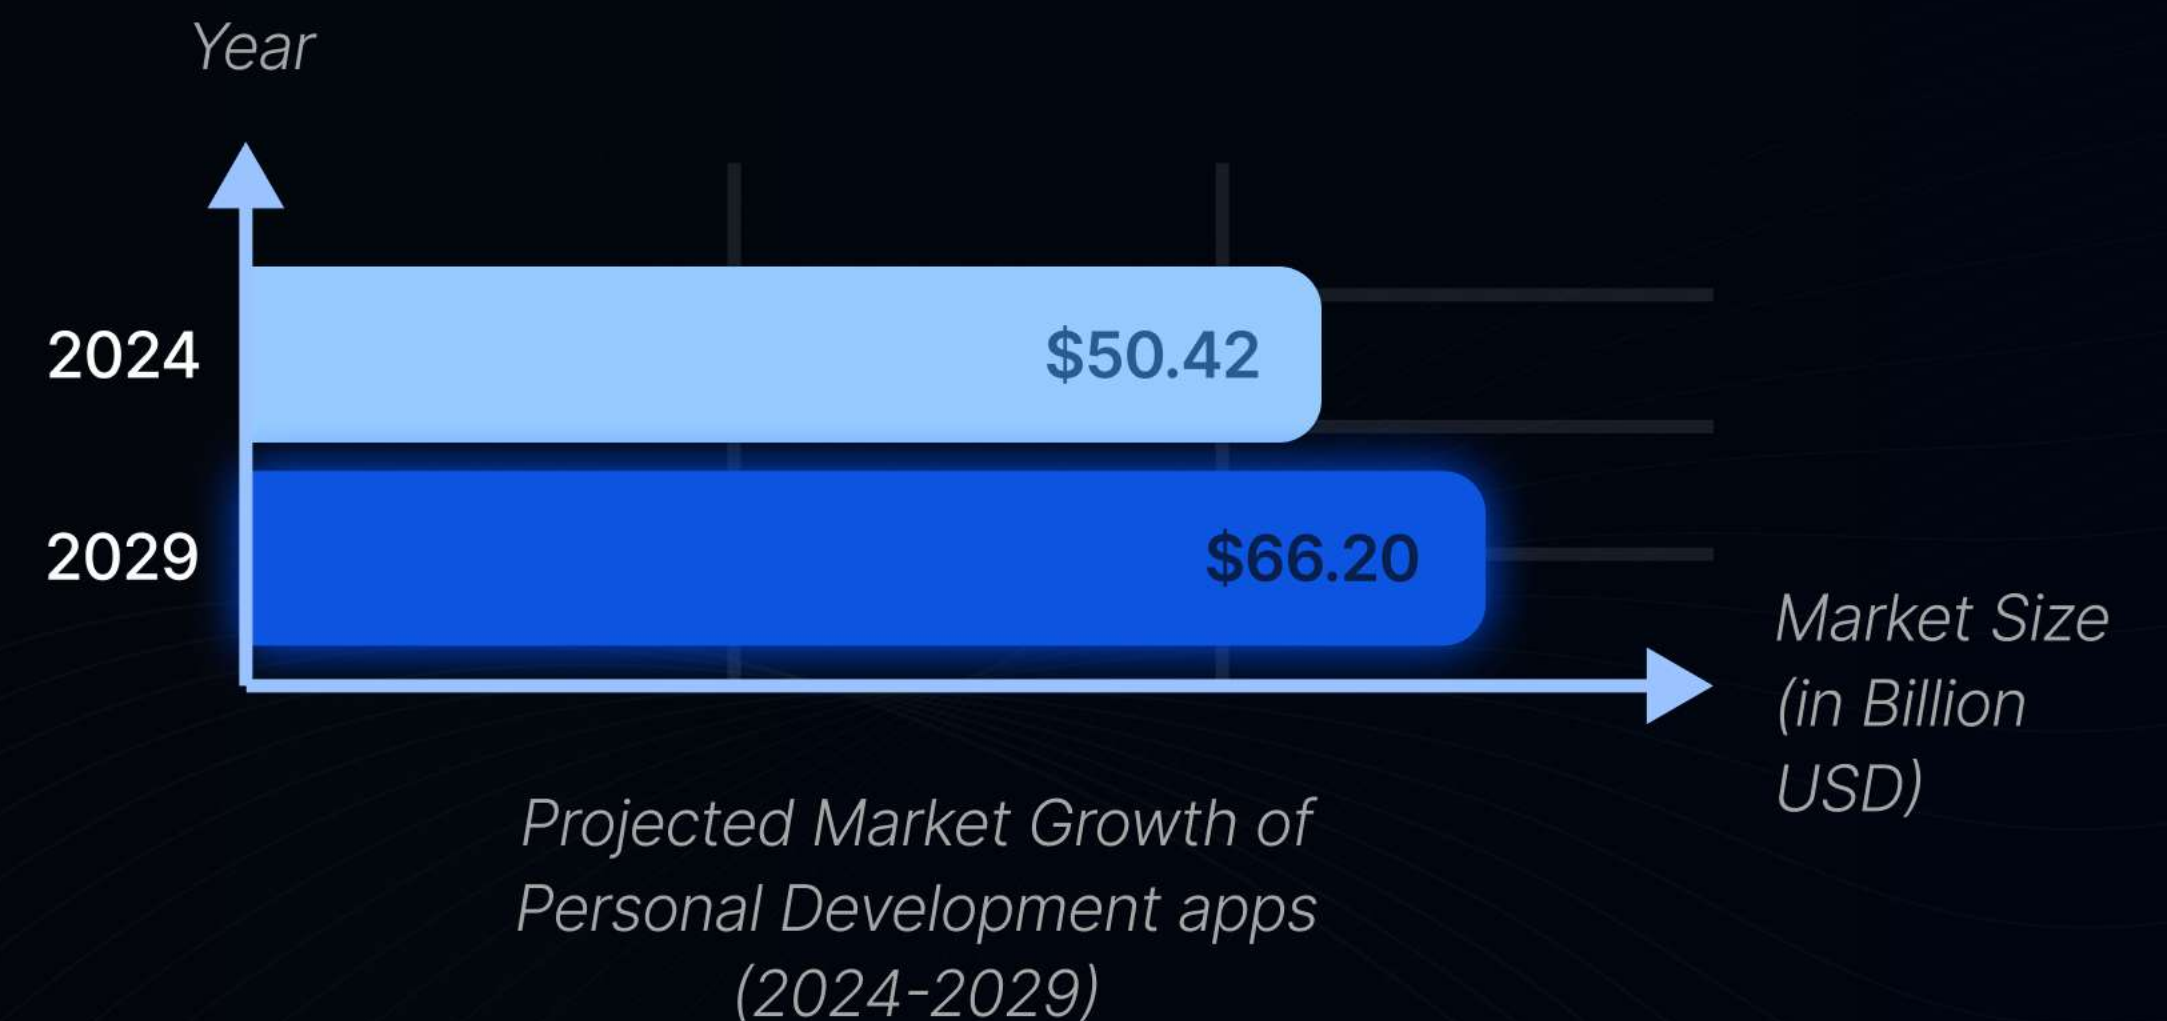 Year
2024
$50.42
2029
$66.20
Market Size
(in Billion
USD)
Projected Market Growth of
Personal Development apps
(2024-2029)